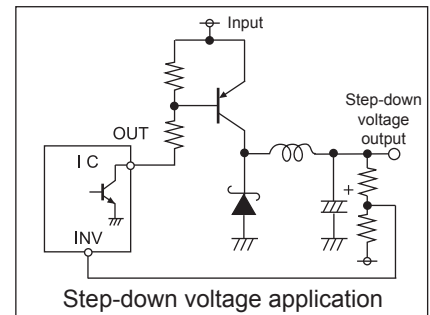 Input
Step-down
voltage
output
OUT
I C
+
INV
Step-down voltage application